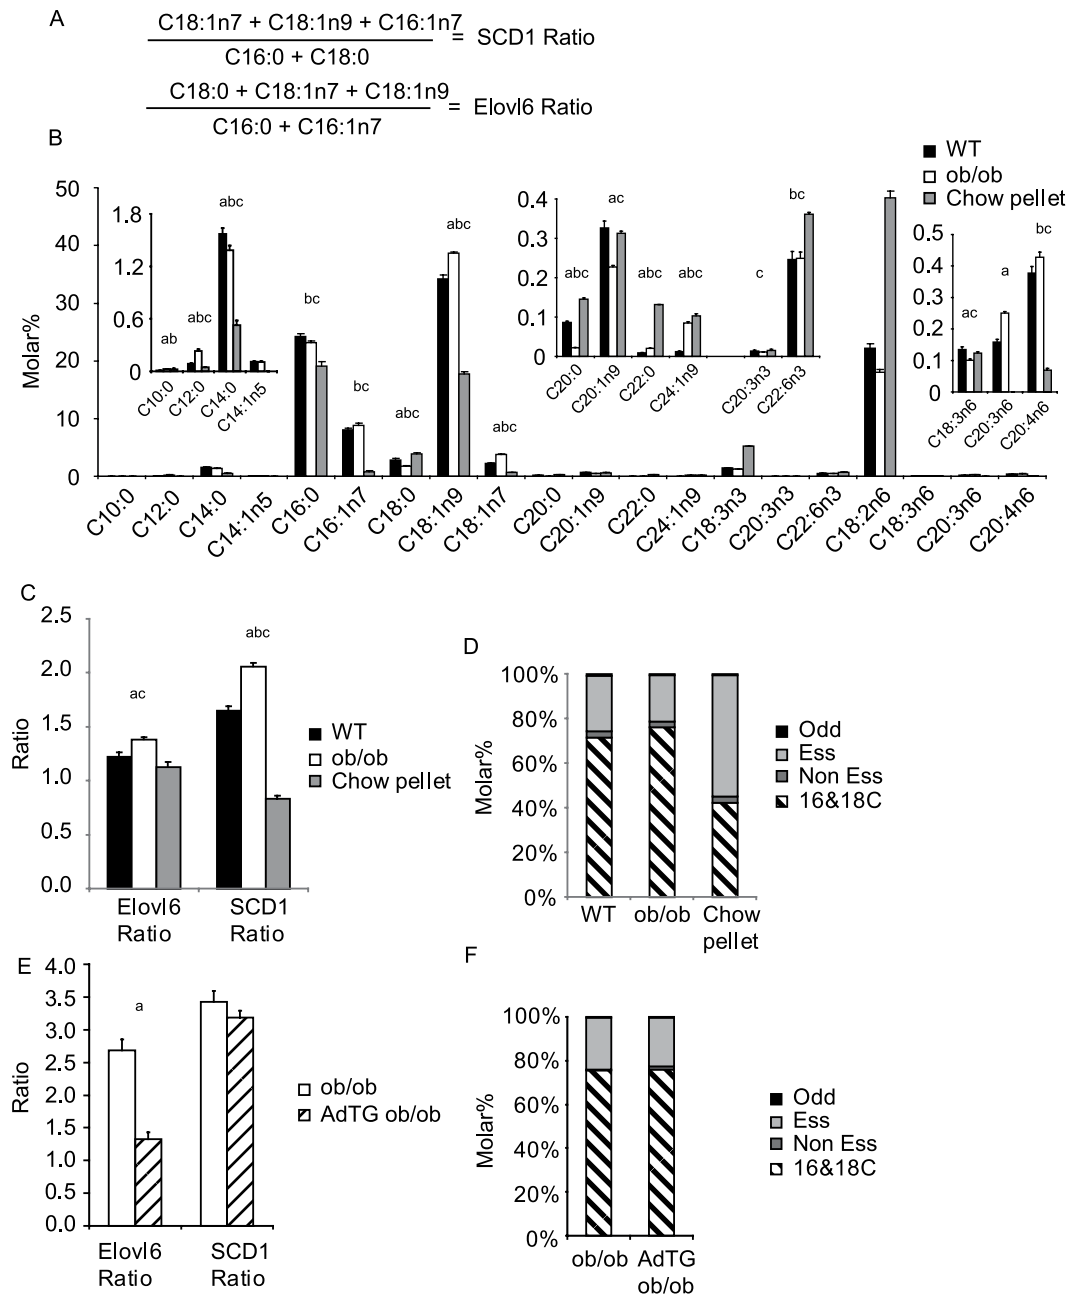 A
C18:1n7 + C18:1n9 + C16:1n7
C16:0 + C18:0
= SCD1 Ratio
C18:0 + C18:1n7 + C18:1n9
C16:0 + C16:1n7
= Elovl6 Ratio
B
WT
ob/ob
Chow pellet
Molar%
50
40
30
20
10
0
1.8
1.2
0.6
0
ab
abc
abc
C10:0
C12:0
C14:0
C14:1n5
bc
bc
abc
abc
abc
0.4
0.3
0.2
0.1
0
abc
ac
abc
abc
c
bc
C20:0
C20:1n9
C22:0
C24:1n9
C20:3n3
C22:6n3
0.5
0.4
0.3
0.2
0.1
0
ac
a
bc
C18:3n6
C20:3n6
C20:4n6
C10:0
C12:0
C14:0
C14:1n5
C16:0
C16:1n7
C18:0
C18:1n9
C18:1n7
C20:0
C20:1n9
C22:0
C24:1n9
C18:3n3
C20:3n3
C22:6n3
C18:2n6
C18:3n6
C20:3n6
C20:4n6
C
Ratio
2.5
2.0
1.5
1.0
0.5
0.0
ac
abc
WT
ob/ob
Chow pellet
Elovl6
Ratio
SCD1
Ratio
D
Molar%
100%
80%
60%
40%
20%
0%
Odd
Ess
Non Ess
16&18C
WT
ob/ob
Chow
pellet
E
Ratio
4.0
3.5
3.0
2.5
2.0
1.5
1.0
0.5
0.0
a
ob/ob
AdTG ob/ob
Elovl6
Ratio
SCD1
Ratio
F
Molar%
100%
80%
60%
40%
20%
0%
Odd
Ess
Non Ess
16&18C
ob/ob
AdTG
ob/ob